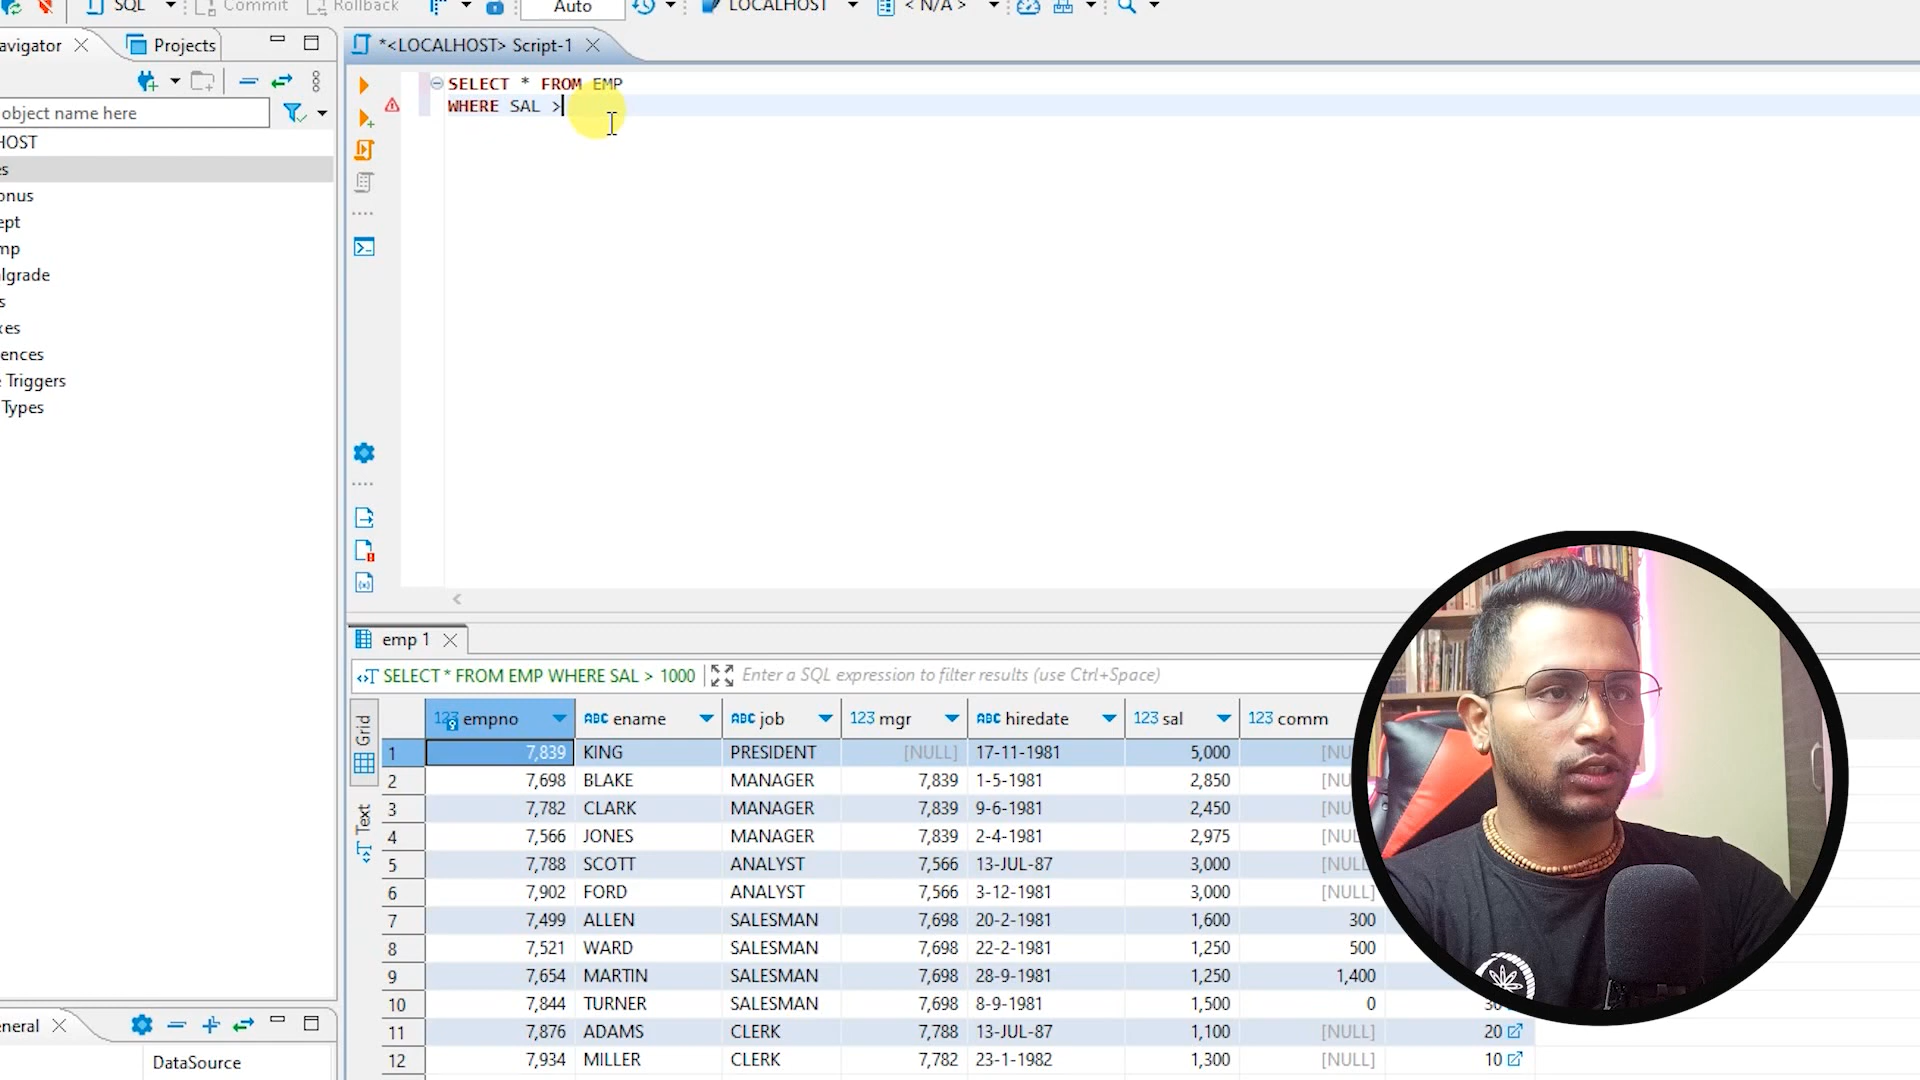 SQL Commit Rollback Auto LOCALHOST < N/A >
avigator Projects *<LOCALHOST> Script-1
object name here
HOST
es
onus
ept
mp
lgrade
s
xes
ences
Triggers
Types
SELECT * FROM EMP
WHERE SAL >
emp 1
SELECT * FROM EMP WHERE SAL > 1000 Enter a SQL expression to filter results (use Ctrl+Space)
Grid
Text
123 empno ABC ename ABC job 123 mgr ABC hiredate 123 sal 123 comm
1 7,839 KING PRESIDENT [NULL] 17-11-1981 5,000 [NU
2 7,698 BLAKE MANAGER 7,839 1-5-1981 2,850 [NU
3 7,782 CLARK MANAGER 7,839 9-6-1981 2,450 [NU
4 7,566 JONES MANAGER 7,839 2-4-1981 2,975 [NUL
5 7,788 SCOTT ANALYST 7,566 13-JUL-87 3,000 [NULL
6 7,902 FORD ANALYST 7,566 3-12-1981 3,000 [NULL]
7 7,499 ALLEN SALESMAN 7,698 20-2-1981 1,600 300
8 7,521 WARD SALESMAN 7,698 22-2-1981 1,250 500
9 7,654 MARTIN SALESMAN 7,698 28-9-1981 1,250 1,400
10 7,844 TURNER SALESMAN 7,698 8-9-1981 1,500 0 30
11 7,876 ADAMS CLERK 7,788 13-JUL-87 1,100 [NULL] 20
12 7,934 MILLER CLERK 7,782 23-1-1982 1,300 [NULL] 10
eneral
DataSource